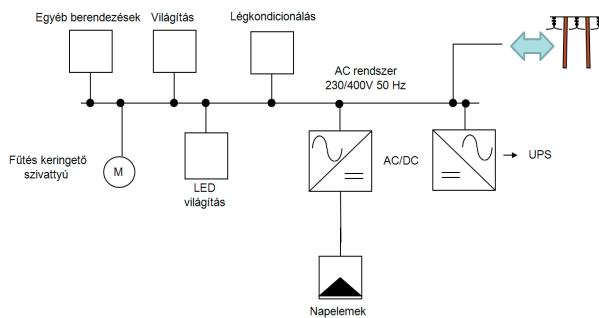 Egyéb berendezések
Világítás
Légkondicionálás
AC rendszer
230/400V 50 Hz
Fűtés keringető
szivattyú
M
LED
világítás
AC/DC
UPS
Napelemek